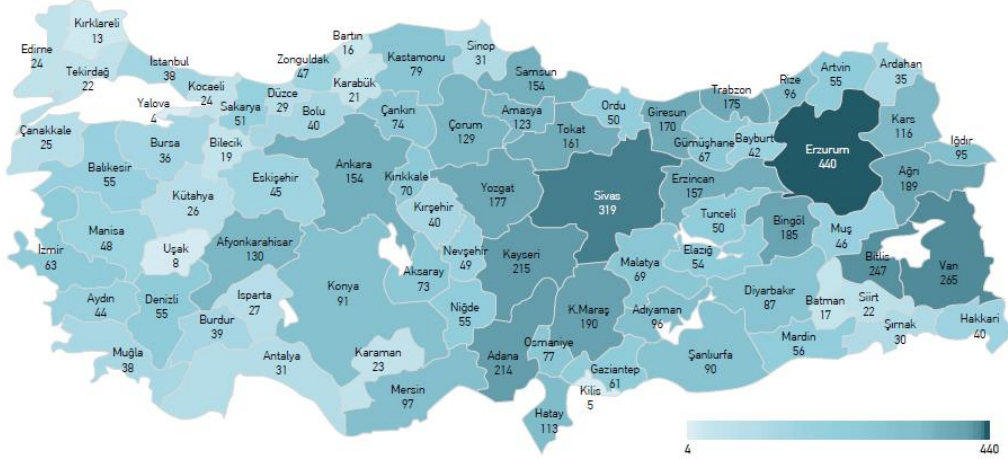 Kırklareli
13
Edirne
24
Tekirdağ
22
İstanbul
38
Kocaeli
24
Yalova
4
Sakarya
51
Düzce
29
Zonguldak
47
Bartın
16
Karabük
21
Bolu
40
Kastamonu
79
Sinop
31
Çankırı
74
Samsun
154
Amasya
123
Çorum
129
Tokat
161
Ordu
50
Giresun
170
Trabzon
175
Gümüşhane
67
Bayburt
42
Rize
96
Artvin
55
Ardahan
35
Kars
116
Iğdır
95
Erzurum
440
Ağrı
189
Çanakkale
25
Balıkesir
55
Bursa
36
Bilecik
19
Kütahya
26
Eskişehir
45
Ankara
154
Kırıkkale
70
Kırşehir
40
Yozgat
177
Sivas
319
Erzincan
157
Tunceli
50
Bingöl
185
Muş
46
Bitlis
247
Van
265
İzmir
63
Manisa
48
Uşak
8
Afyonkarahisar
130
Konya
91
Aksaray
73
Nevşehir
49
Kayseri
215
Malatya
69
Elazığ
54
Diyarbakır
87
Batman
17
Siirt
22
Şırnak
30
Hakkari
40
Aydın
44
Denizli
55
Isparta
27
Burdur
39
Muğla
38
Antalya
31
Karaman
23
Niğde
55
Mersin
97
Adana
214
K.Maraş
190
Osmaniye
77
Adıyaman
96
Gaziantep
61
Kilis
5
Hatay
113
Şanlıurfa
90
Mardin
56
4
440